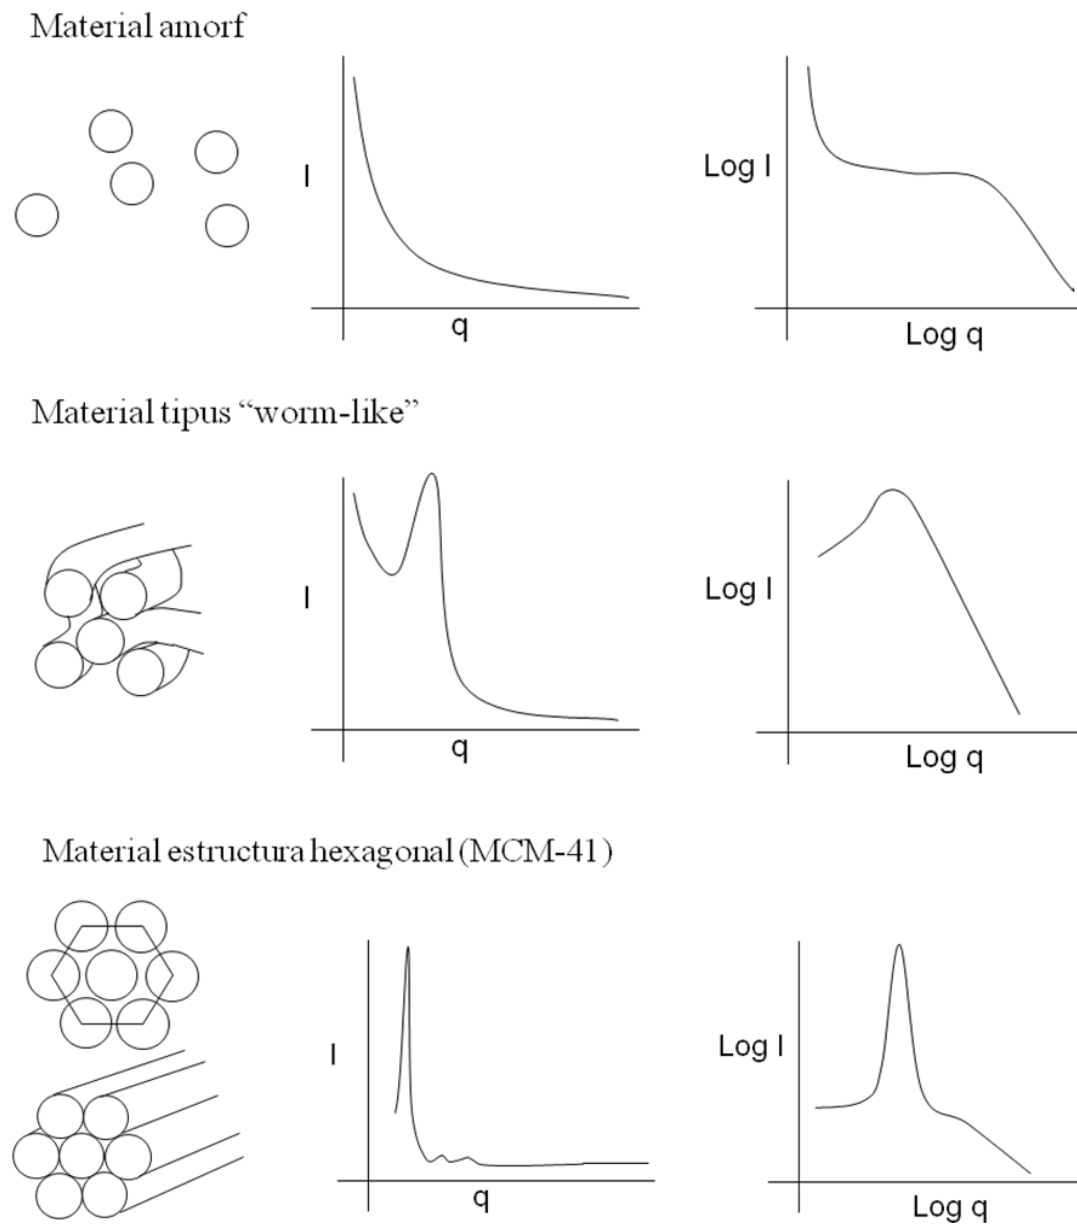 Material amorf
I
q
Log I
Log q
Material tipus “worm-like”
I
q
Log I
Log q
Material estructura hexagonal (MCM-41)
I
q
Log I
Log q